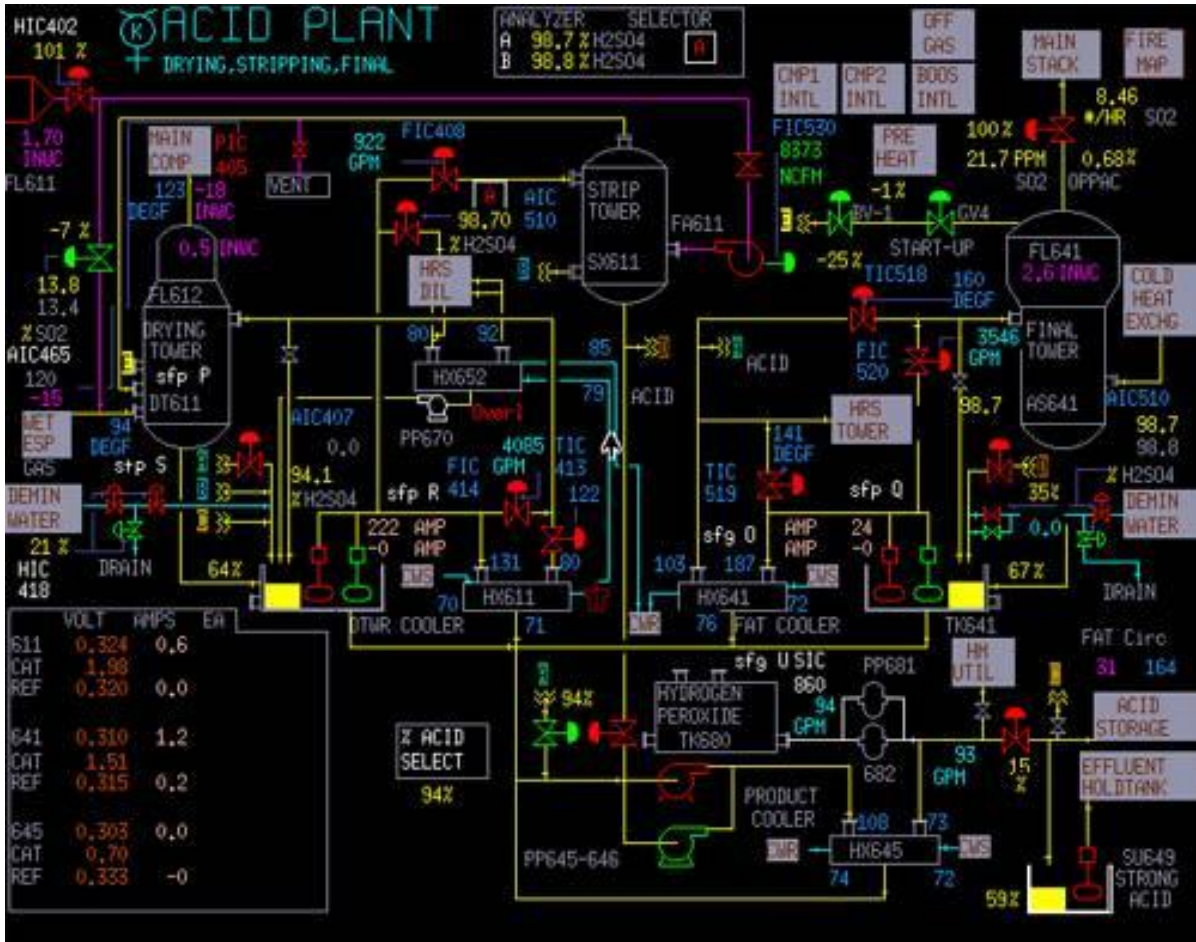 HIC402
101 %
ACID PLANT
DRYING,STRIPPING,FINAL
ANALYZER SELECTOR
A 98.7% H2SO4
B 98.8% H2SO4
A
OFF
GAS
MAIN
STACK
FIRE
MAP
CMP1
INTL
CMP2
INTL
BOOS
INTL
8.46
#/HR SO2
100%
21.7 PPM
SO2
0.68%
OPPAC
1.70
INWC
FL611
MAIN
COMP
PIC
405
VENT
922
GPM
FIC408
FIC530
8373
NCFM
PRE
HEAT
123
DEGF
-18
INWC
A
AIC
510
98.70
% H2SO4
STRIP
TOWER
SX611
FA611
-1%
BV-1
GV4
START-UP
-7 %
0.5 INWC
-25%
TIC518
160
DEGF
FL641
2.6 INWC
COLD
HEAT
EXCHG
13.8
13.4
% SO2
AIC465
120
-15
FL612
DRYING
TOWER
sfp P
DT611
HRS
DIL
80
92
HX652
85
79
ACID
ACID
FIC
520
3546
GPM
FINAL
TOWER
AS641
WET
ESP
GAS
94
DEGF
AIC407
0.0
PP670
HRS
TOWER
98.7
AIC510
98.7
98.8
% H2SO4
DEMIN
WATER
21 %
HIC
418
DRAIN
94.1
% H2SO4
sfp R
FIC
414
4085
GPM
TIC
413
122
TIC
519
141
DEGF
sfp Q
35%
0.0
DEMIN
WATER
DRAIN
64%
222 AMP
-0 AMP
CWS
131
80
HX611
70
71
DTWR COOLER
sfg O
103
187
HX641
CWS
72
CWR
76
FAT COOLER
AMP 24
AMP -0
67%
TK641
VOLT AMPS EA
611 0.324 0.6
CAT 1.98
REF 0.320 0.0
641 0.310 1.2
CAT 1.51
REF 0.315 0.2
645 0.303 0.0
CAT 0.70
REF 0.333 -0
% ACID
SELECT
94%
94%
HYDROGEN
PEROXIDE
TK680
sfg U SIC
860
94
GPM
PP681
682
HM
UTIL
FAT Circ
31 164
93
GPM
15
%
ACID
STORAGE
EFFLUENT
HOLDTANK
PP645-646
PRODUCT
COOLER
108
73
CWR
HX645
CWS
74
72
59%
SU649
STRONG
ACID